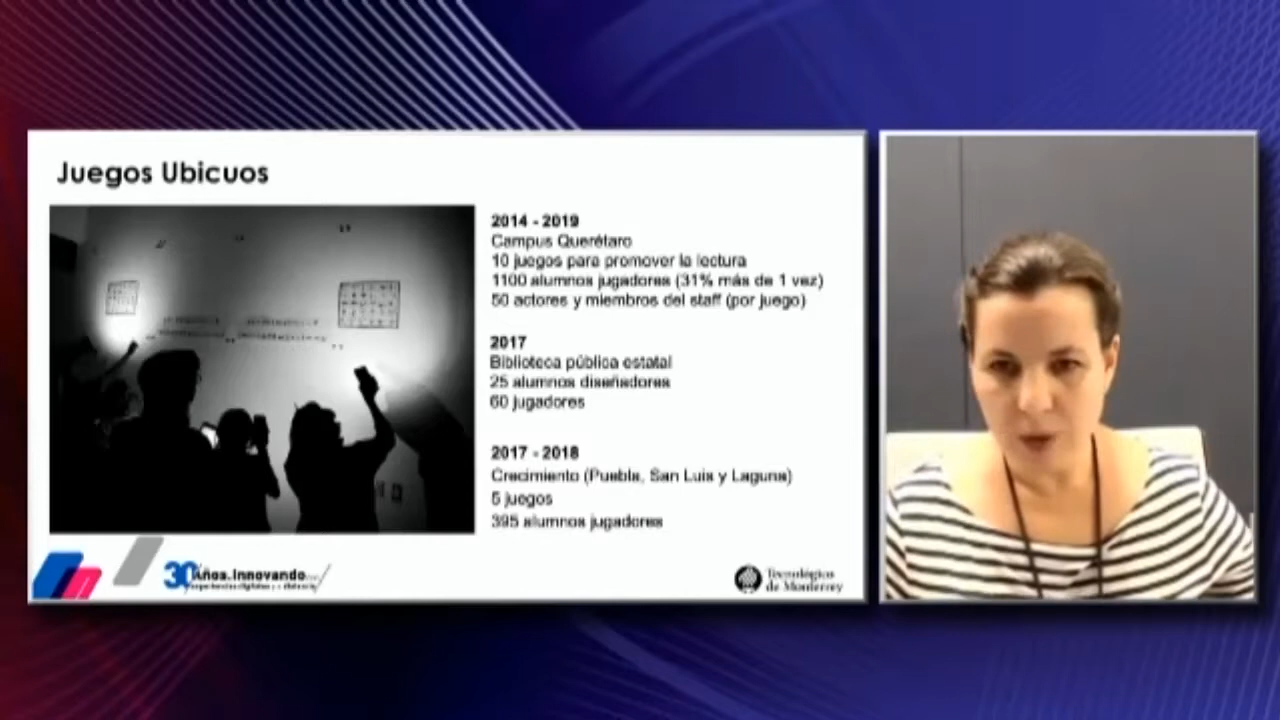 Juegos Ubicuos
2014 - 2019
Campus Querétaro
10 juegos para promover la lectura
1100 alumnos jugadores (31% más de 1 vez)
50 actores y miembros del staff (por juego)
2017
Biblioteca pública estatal
25 alumnos diseñadores
60 jugadores
2017 - 2018
Crecimiento (Puebla, San Luis y Laguna)
5 juegos
395 alumnos jugadores
30 Años.Innovando
Tecnológico
de Monterrey